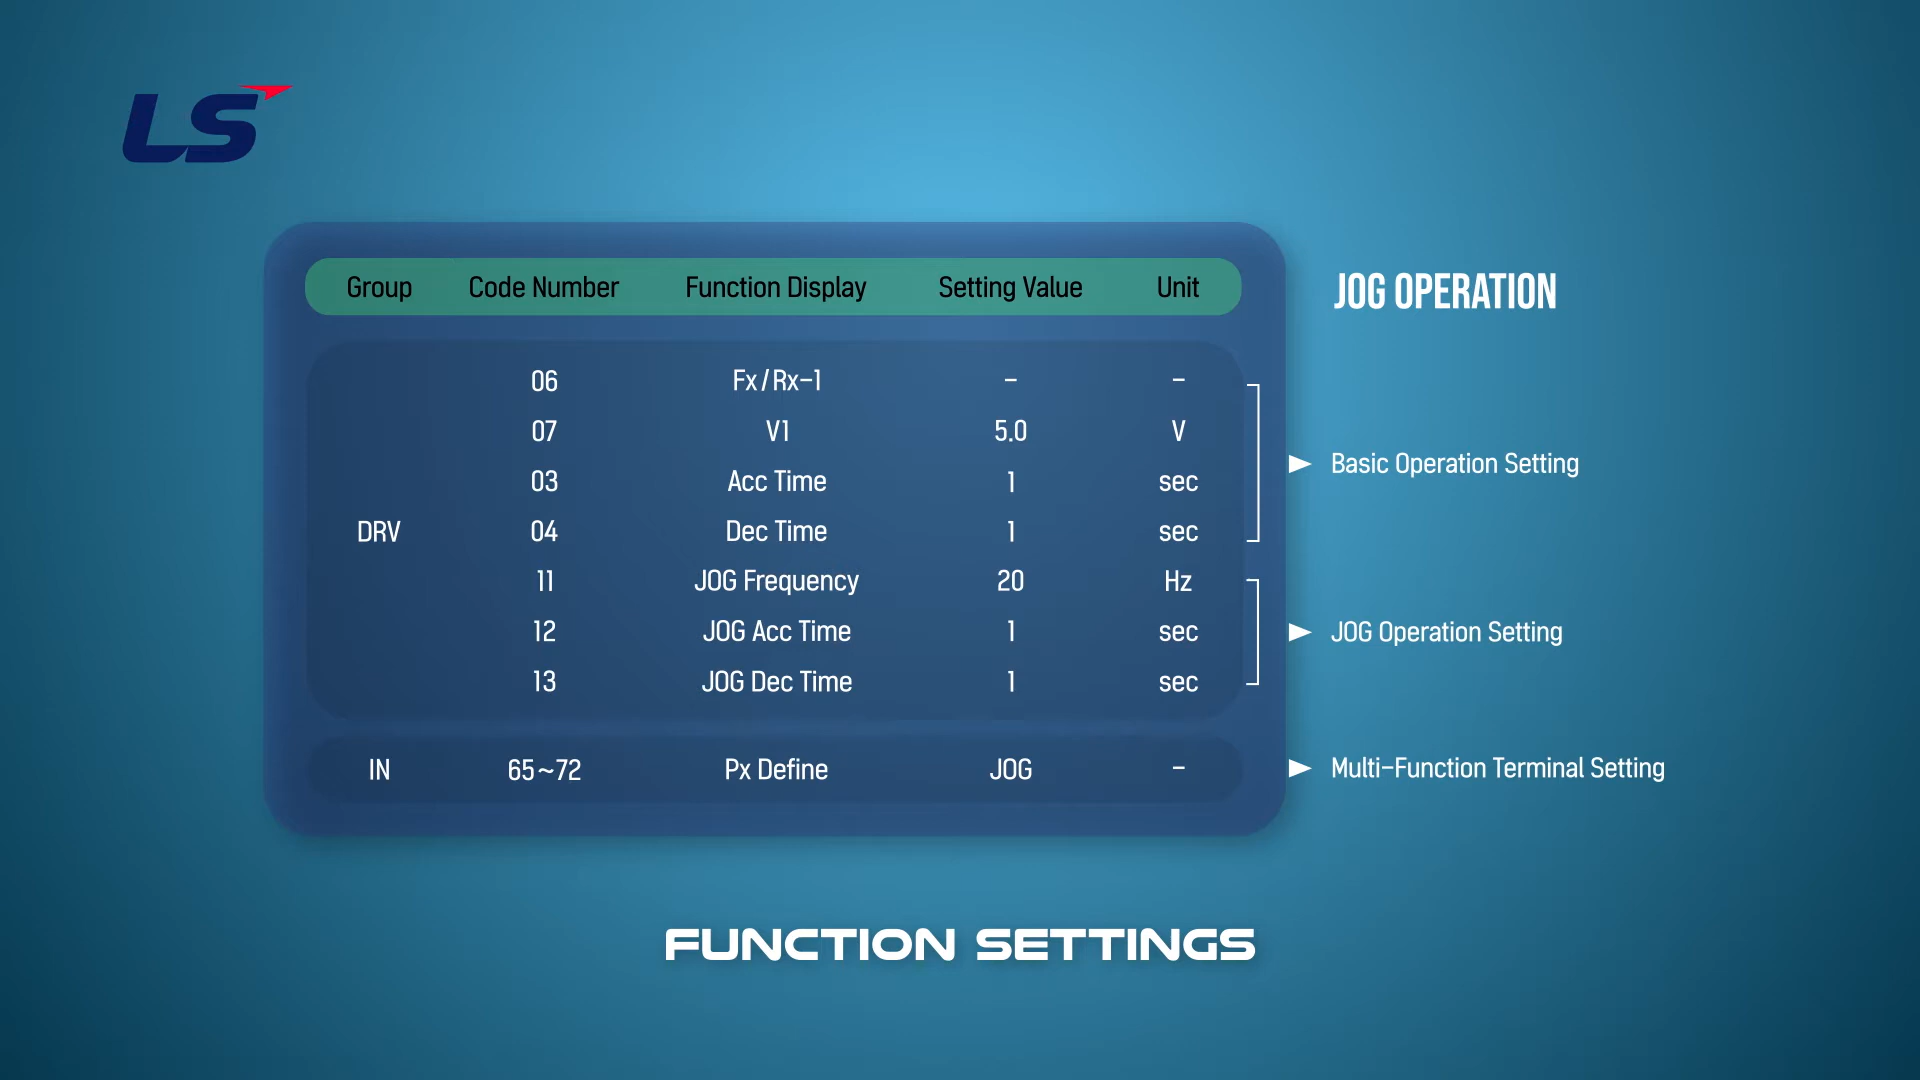 LS
Group Code Number Function Display Setting Value Unit
JOG OPERATION
06 Fx/Rx-1 - -
07 V1 5.0 V
Basic Operation Setting
03 Acc Time 1 sec
DRV 04 Dec Time 1 sec
11 JOG Frequency 20 Hz
12 JOG Acc Time 1 sec
JOG Operation Setting
13 JOG Dec Time 1 sec
IN 65~72 Px Define JOG -
Multi-Function Terminal Setting
FUNCTION SETTINGS